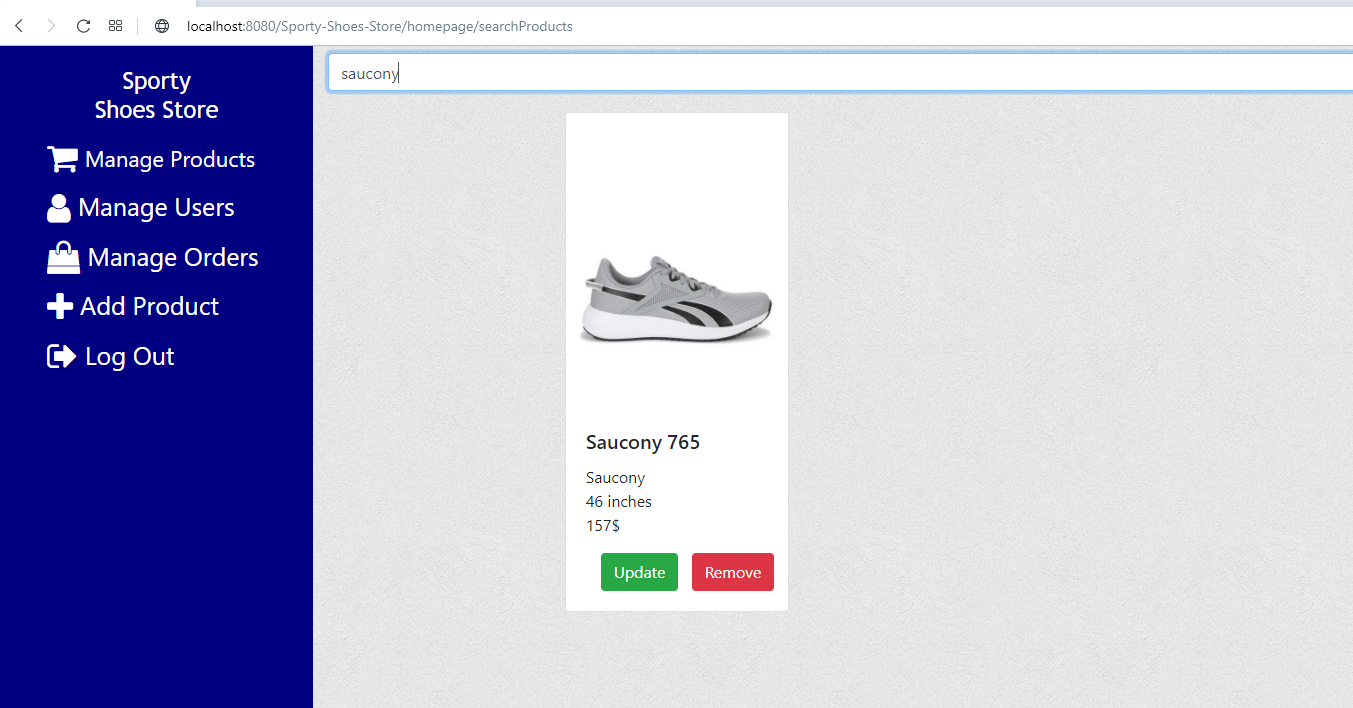 localhost:8080/Sporty-Shoes-Store/homepage/searchProducts
Sporty
Shoes Store
Manage Products
Manage Users
Manage Orders
Add Product
Log Out
saucony
Saucony 765
Saucony
46 inches
157$
Update
Remove